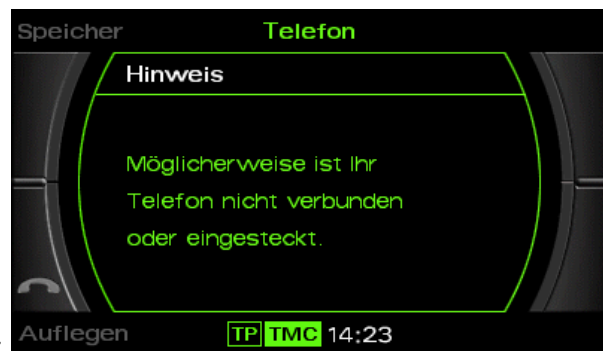 Speicher Telefon
Hinweis
Möglicherweise ist Ihr
Telefon nicht verbunden
oder eingesteckt.
Auflegen TP TMC 14:23